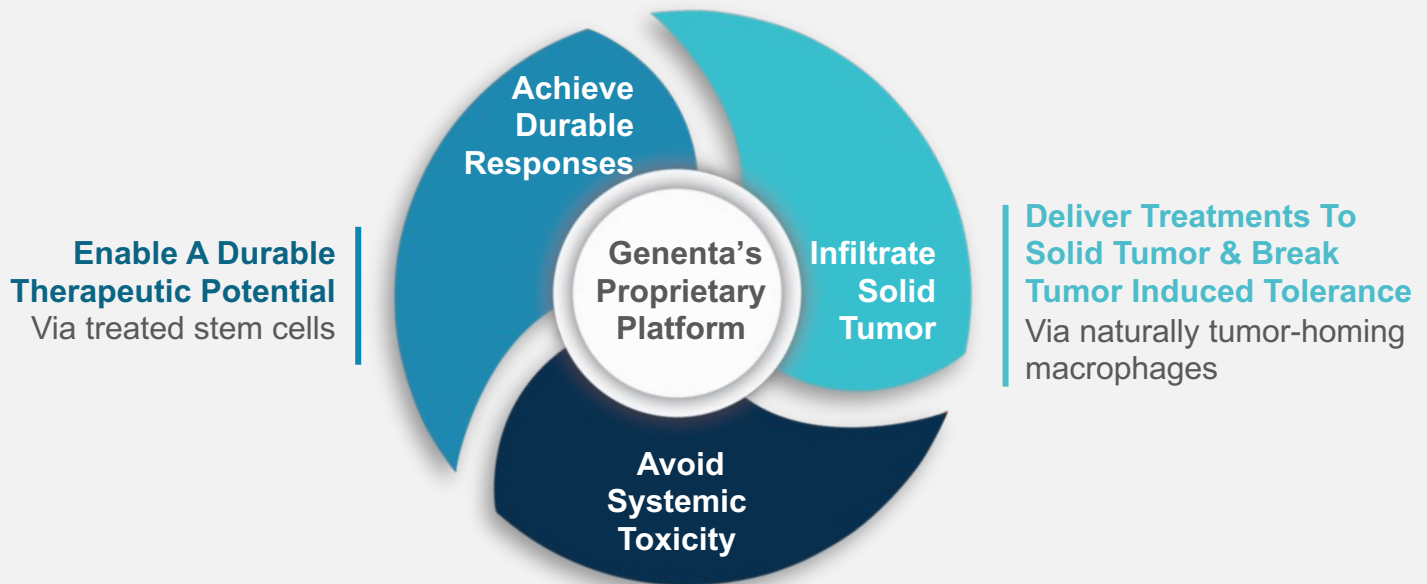 Achieve
Durable
Responses
Enable A Durable
Therapeutic Potential
Via treated stem cells
Genenta’s
Proprietary
Platform
Infiltrate
Solid
Tumor
Deliver Treatments To
Solid Tumor & Break
Tumor Induced Tolerance
Via naturally tumor-homing
macrophages
Avoid
Systemic
Toxicity